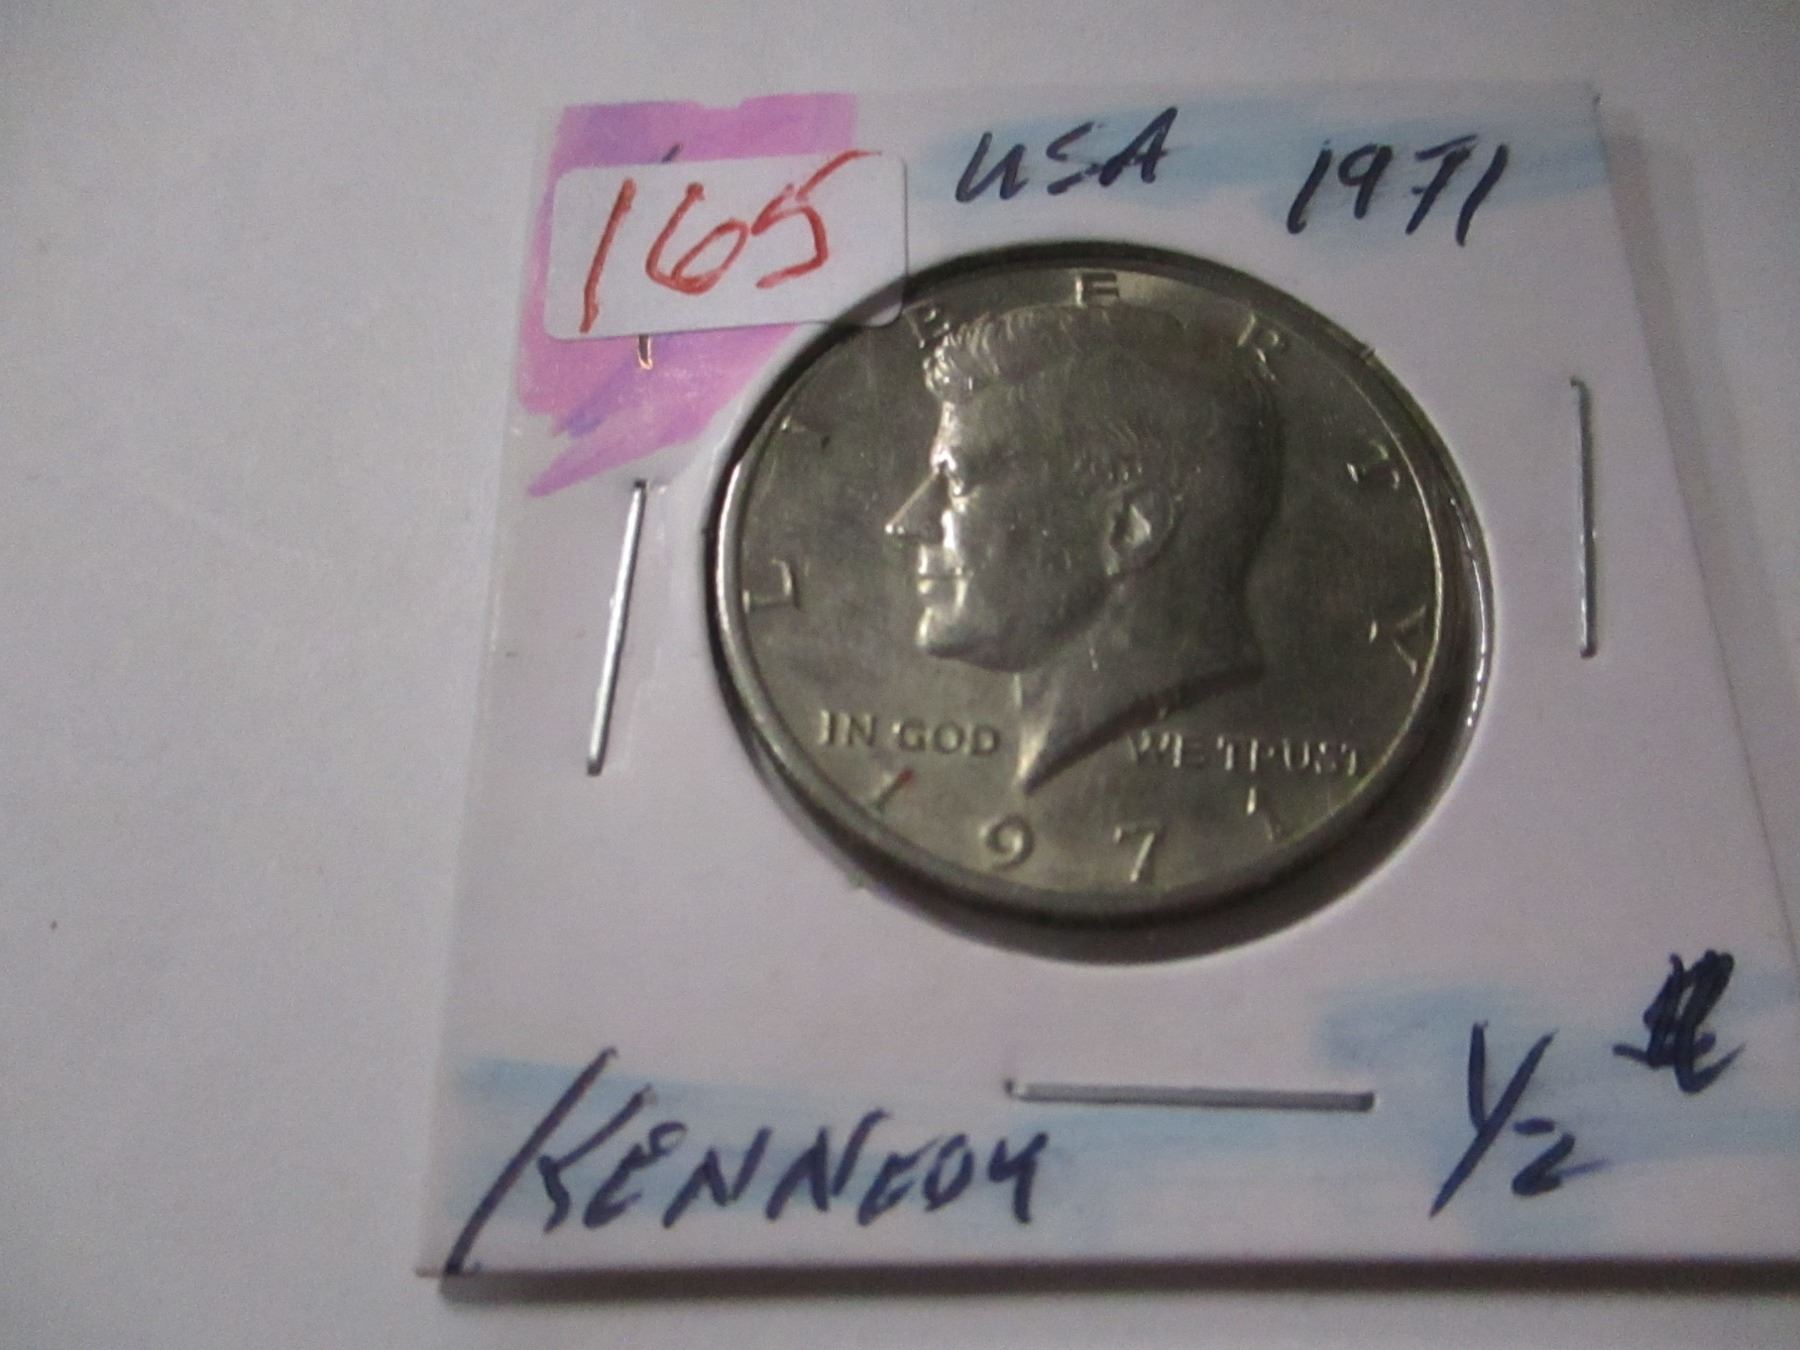 165
USA 1971
LIBERTY
IN GOD WE TRUST
1971
KENNEDY 1/2